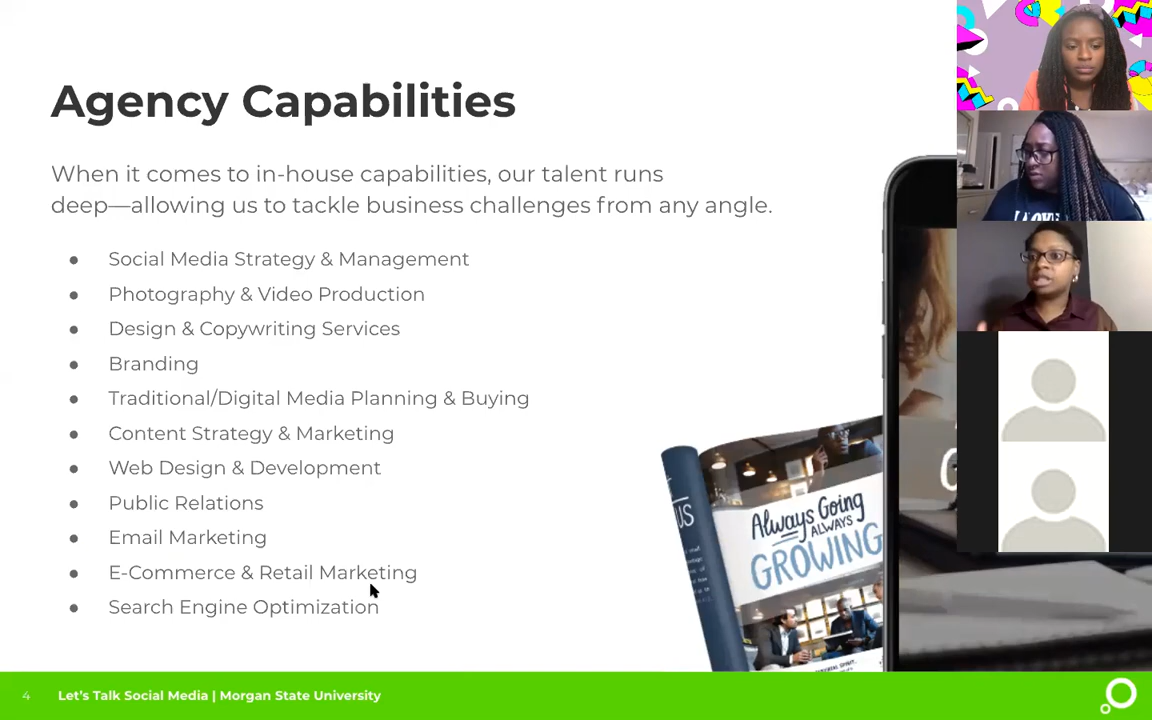 Agency Capabilities
When it comes to in-house capabilities, our talent runs
deep—allowing us to tackle business challenges from any angle.
● Social Media Strategy & Management
● Photography & Video Production
● Design & Copywriting Services
● Branding
● Traditional/Digital Media Planning & Buying
● Content Strategy & Marketing
● Web Design & Development
● Public Relations
● Email Marketing
● E-Commerce & Retail Marketing
● Search Engine Optimization
US
Always Going
ALWAYS
GROWING
G
4 Let's Talk Social Media | Morgan State University